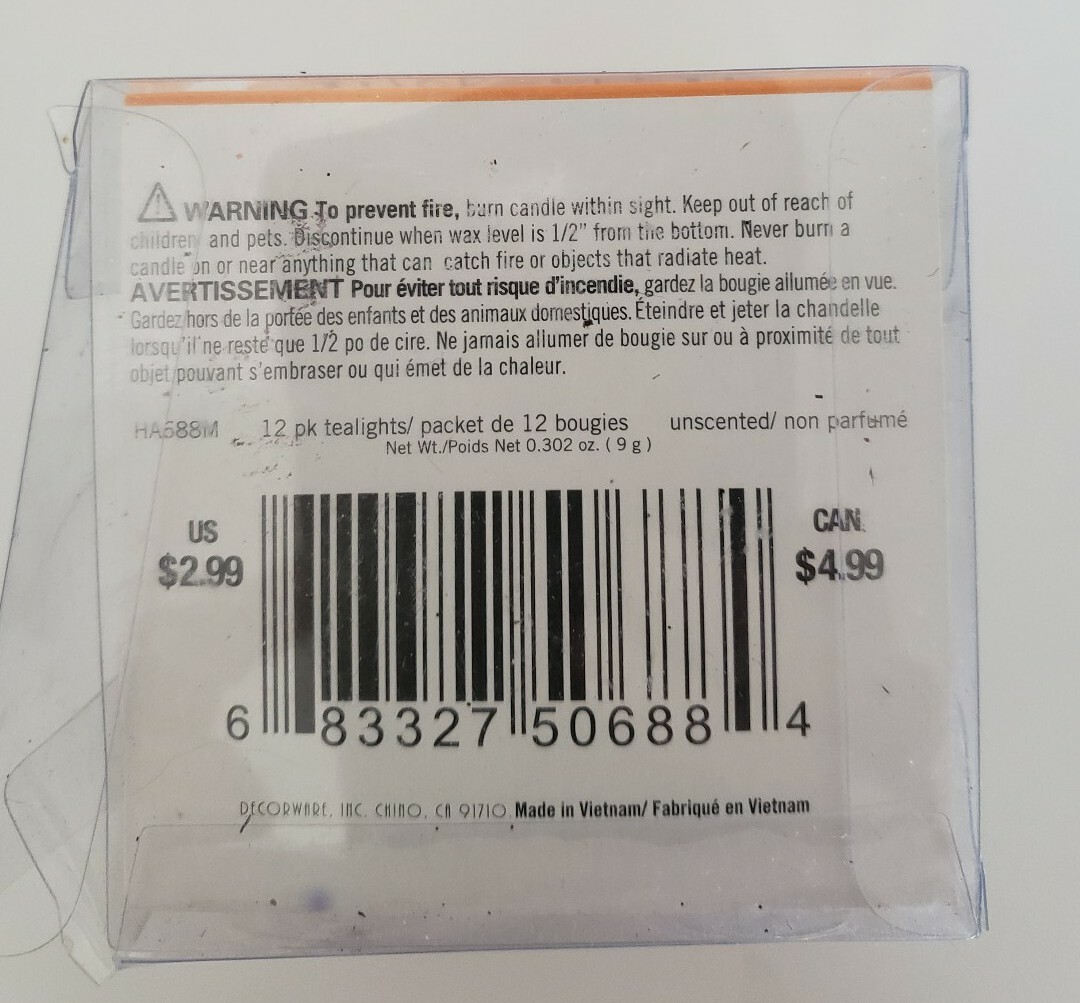 WARNING To prevent fire, burn candle within sight. Keep out of reach of
children and pets. Discontinue when wax level is 1/2" from the bottom. Never burn a
candle on or near anything that can catch fire or objects that radiate heat.
AVERTISSEMENT Pour éviter tout risque d'incendie, gardez la bougie allumée en vue.
Gardez hors de la portée des enfants et des animaux domestiques. Éteindre et jeter la chandelle
lorsqu'il ne reste que 1/2 po de cire. Ne jamais allumer de bougie sur ou à proximité de tout
objet pouvant s'embraser ou qui émet de la chaleur.
HA688M 12 pk tealights/ packet de 12 bougies unscented/ non parfumé
Net Wt./Poids Net 0.302 oz. ( 9 g )
US
$2.99
CAN
$4.99
6 83327 50688 4
DECORWARE, INC. CHINO, CA 91710. Made in Vietnam/ Fabriqué en Vietnam